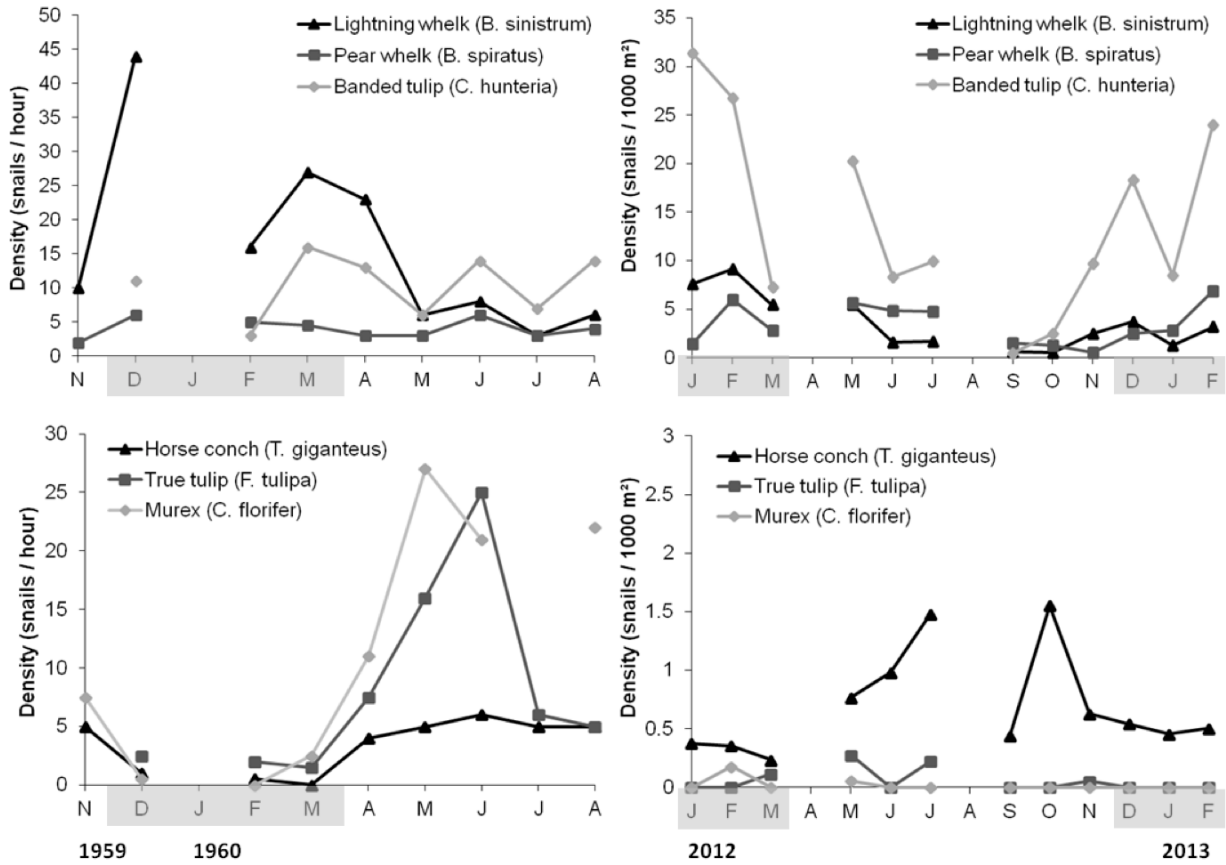 Density (snails / hour)
50
45
40
35
30
25
20
15
10
5
0
Lightning whelk (B. sinistrum)
Pear whelk (B. spiratus)
Banded tulip (C. hunteria)
N D J F M A M J J A
Density (snails / 1000 m²)
35
30
25
20
15
10
5
0
Lightning whelk (B. sinistrum)
Pear whelk (B. spiratus)
Banded tulip (C. hunteria)
J F M A M J J A S O N D J F
Density (snails / hour)
30
25
20
15
10
5
0
Horse conch (T. giganteus)
True tulip (F. tulipa)
Murex (C. florifer)
N D J F M A M J J A
1959 1960
Density (snails / 1000 m²)
3
2.5
2
1.5
1
0.5
0
Horse conch (T. giganteus)
True tulip (F. tulipa)
Murex (C. florifer)
J F M A M J J A S O N D J F
2012 2013